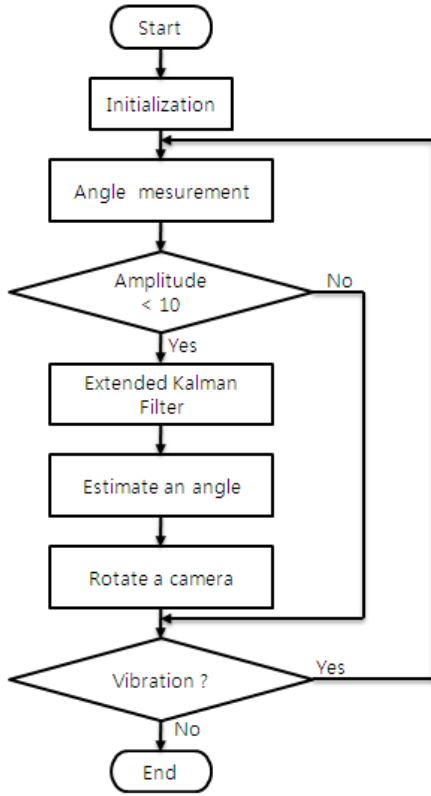 Start
Initialization
Angle mesurement
Amplitude
< 10
No
Yes
Extended Kalman
Filter
Estimate an angle
Rotate a camera
Vibration ?
Yes
No
End